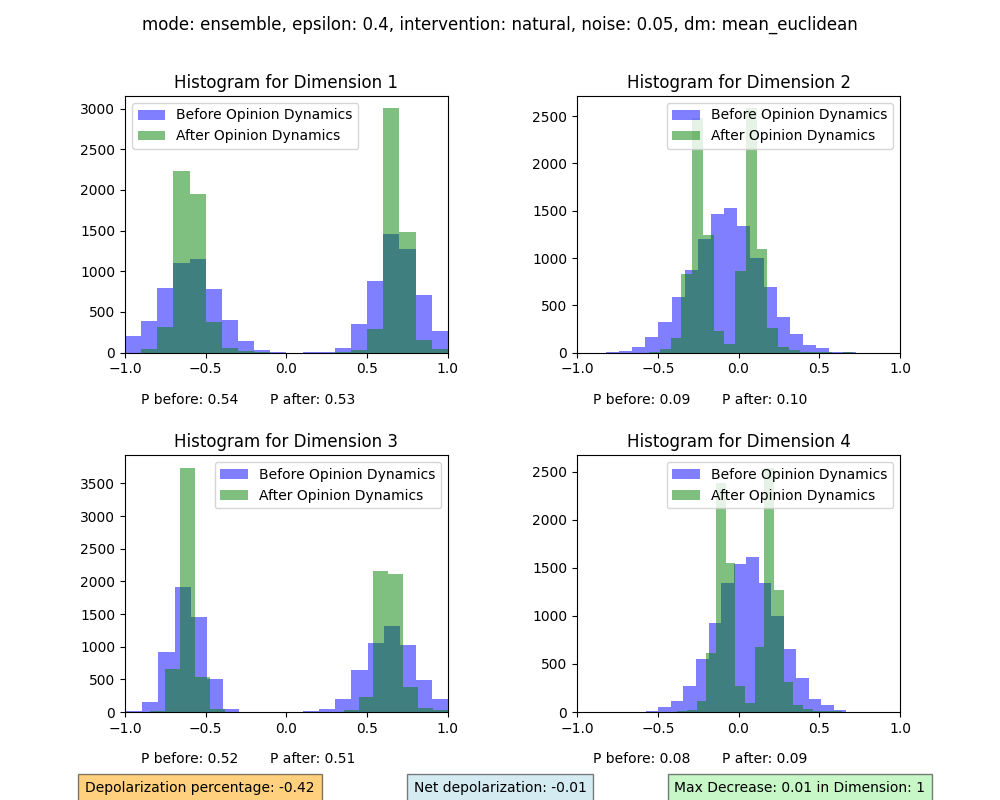 mode: ensemble, epsilon: 0.4, intervention: natural, noise: 0.05, dm: mean_euclidean
Histogram for Dimension 1
Before Opinion Dynamics
After Opinion Dynamics
3000
2500
2000
1500
1000
500
0
−1.0 −0.5 0.0 0.5 1.0
P before: 0.54 P after: 0.53
Histogram for Dimension 2
Before Opinion Dynamics
After Opinion Dynamics
2500
2000
1500
1000
500
0
−1.0 −0.5 0.0 0.5 1.0
P before: 0.09 P after: 0.10
Histogram for Dimension 3
Before Opinion Dynamics
After Opinion Dynamics
3500
3000
2500
2000
1500
1000
500
0
−1.0 −0.5 0.0 0.5 1.0
P before: 0.52 P after: 0.51
Histogram for Dimension 4
Before Opinion Dynamics
After Opinion Dynamics
2500
2000
1500
1000
500
0
−1.0 −0.5 0.0 0.5 1.0
P before: 0.08 P after: 0.09
Depolarization percentage: -0.42
Net depolarization: -0.01
Max Decrease: 0.01 in Dimension: 1